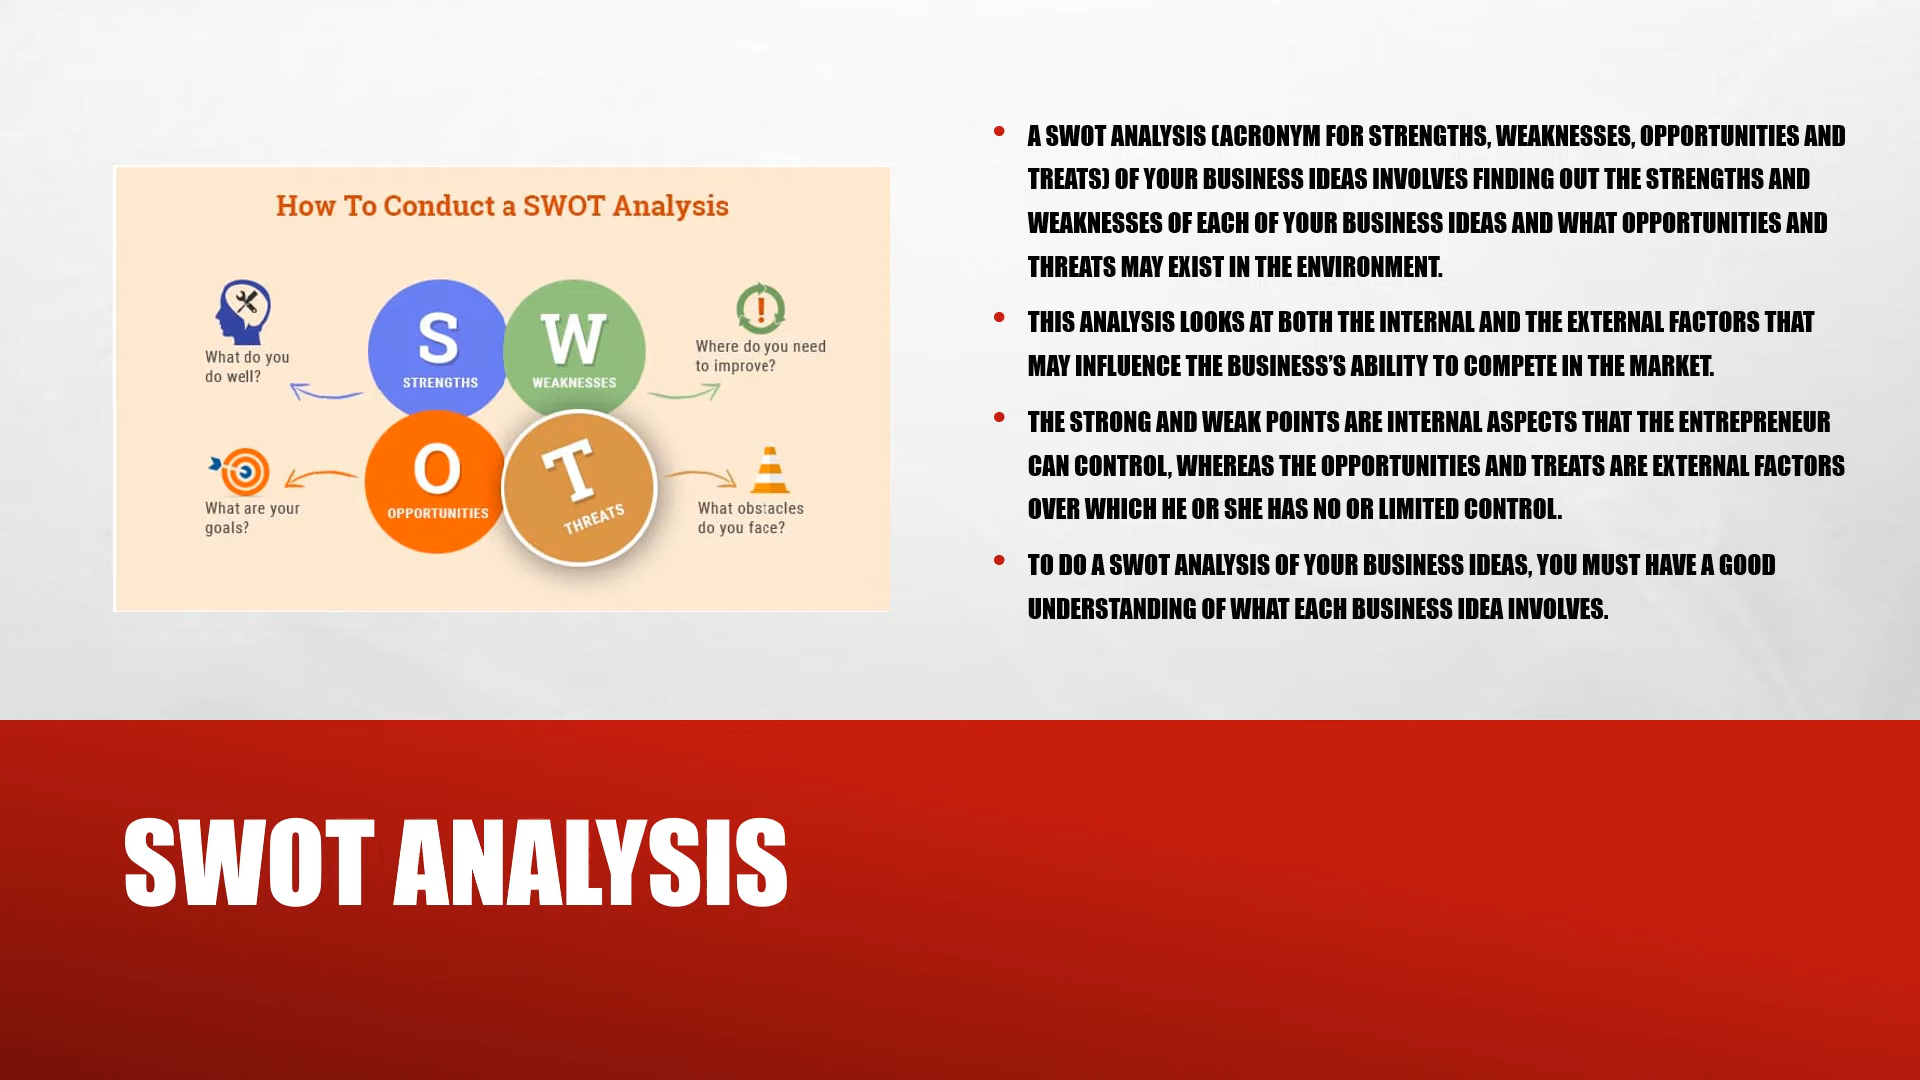 How To Conduct a SWOT Analysis
What do you
do well?
S
STRENGTHS
W
WEAKNESSES
Where do you need
to improve?
What are your
goals?
O
OPPORTUNITIES
T
THREATS
What obstacles
do you face?
• A SWOT ANALYSIS (ACRONYM FOR STRENGTHS, WEAKNESSES, OPPORTUNITIES AND
TREATS) OF YOUR BUSINESS IDEAS INVOLVES FINDING OUT THE STRENGTHS AND
WEAKNESSES OF EACH OF YOUR BUSINESS IDEAS AND WHAT OPPORTUNITIES AND
THREATS MAY EXIST IN THE ENVIRONMENT.
• THIS ANALYSIS LOOKS AT BOTH THE INTERNAL AND THE EXTERNAL FACTORS THAT
MAY INFLUENCE THE BUSINESS’S ABILITY TO COMPETE IN THE MARKET.
• THE STRONG AND WEAK POINTS ARE INTERNAL ASPECTS THAT THE ENTREPRENEUR
CAN CONTROL, WHEREAS THE OPPORTUNITIES AND TREATS ARE EXTERNAL FACTORS
OVER WHICH HE OR SHE HAS NO OR LIMITED CONTROL.
• TO DO A SWOT ANALYSIS OF YOUR BUSINESS IDEAS, YOU MUST HAVE A GOOD
UNDERSTANDING OF WHAT EACH BUSINESS IDEA INVOLVES.
SWOT ANALYSIS